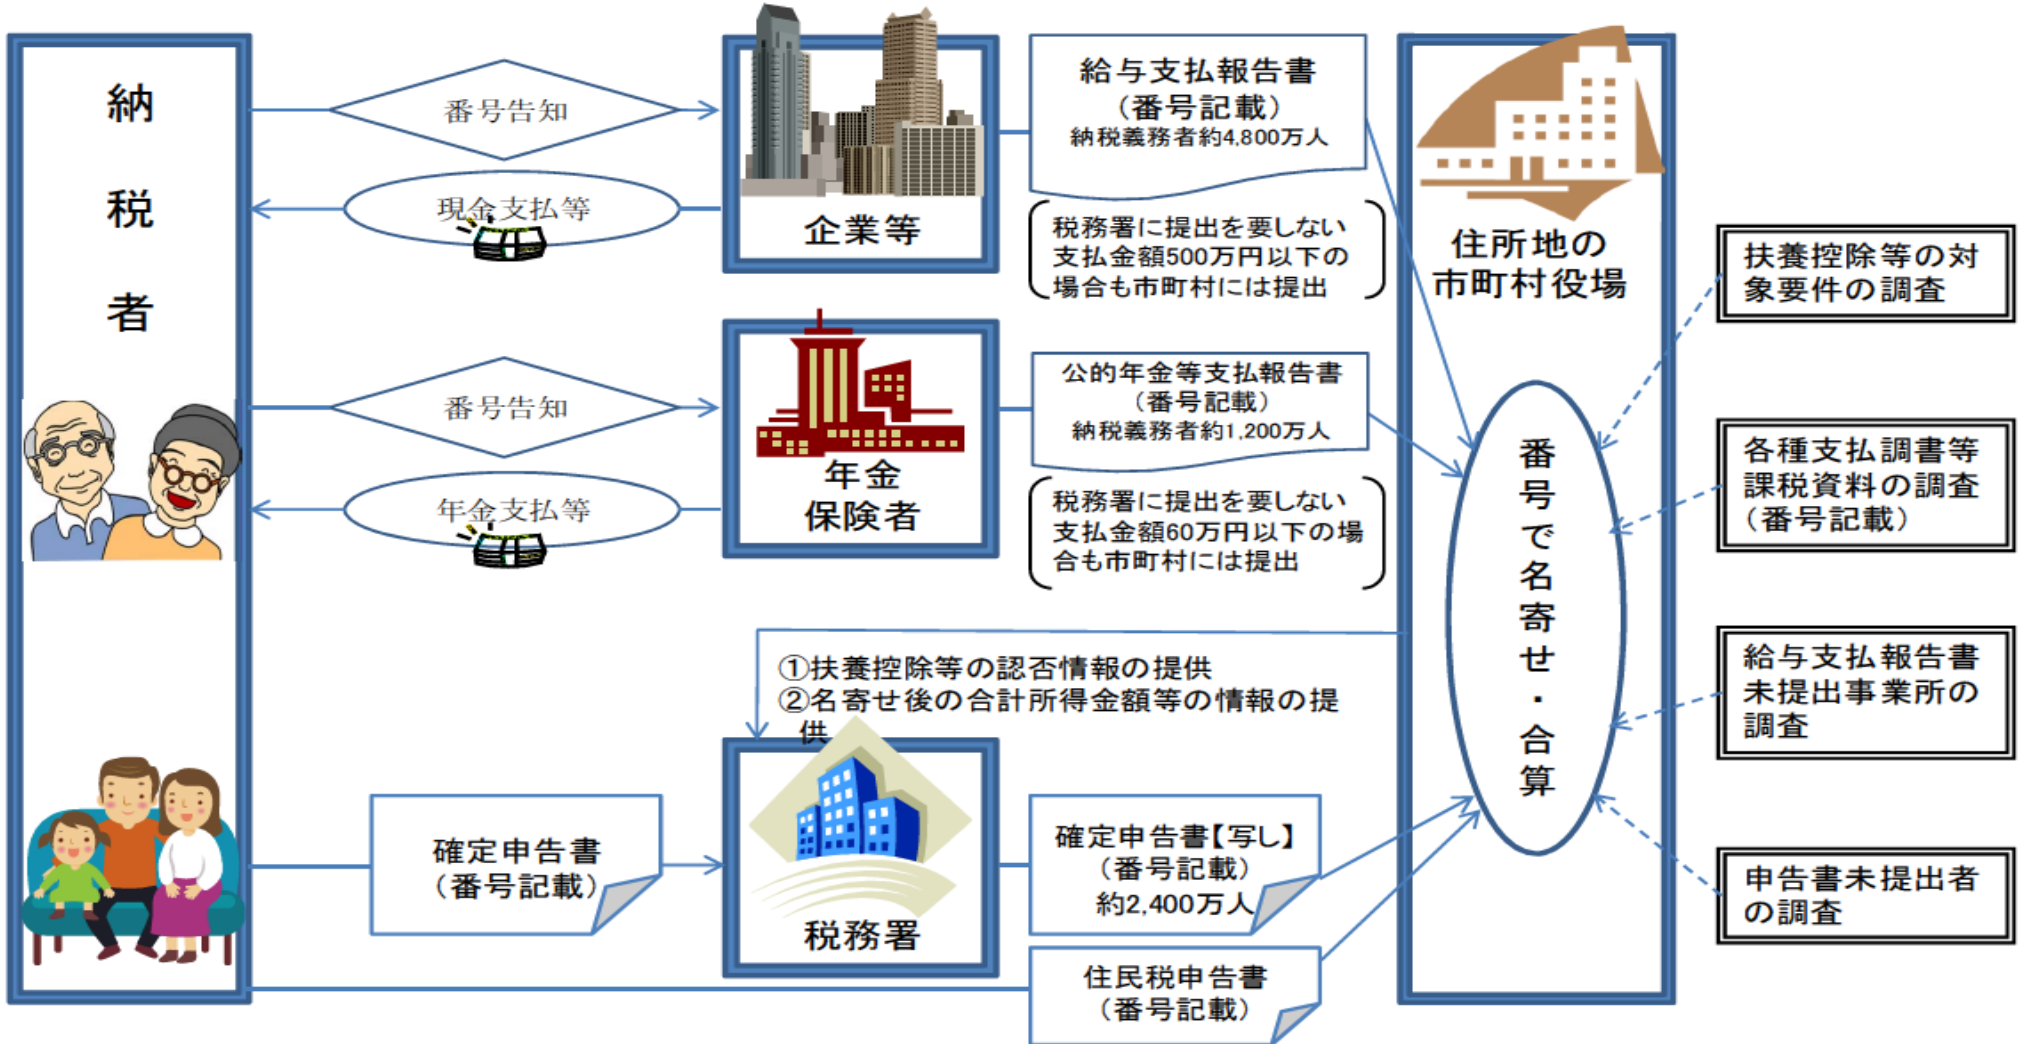 納税者
番号告知
現金支払等
企業等
給与支払報告書
（番号記載）
納税義務者約4,800万人
税務署に提出を要しない
支払金額500万円以下の
場合も市町村には提出
番号告知
年金支払等
年金
保険者
公的年金等支払報告書
（番号記載）
納税義務者約1,200万人
税務署に提出を要しない
支払金額60万円以下の場
合も市町村には提出
①扶養控除等の認否情報の提供
②名寄せ後の合計所得金額等の情報の提
供
確定申告書
（番号記載）
税務署
確定申告書【写し】
（番号記載）
約2,400万人
住民税申告書
（番号記載）
住所地の
市町村役場
番号で名寄せ・合算
扶養控除等の対
象要件の調査
各種支払調書等
課税資料の調査
（番号記載）
給与支払報告書
未提出事業所の
調査
申告書未提出者
の調査